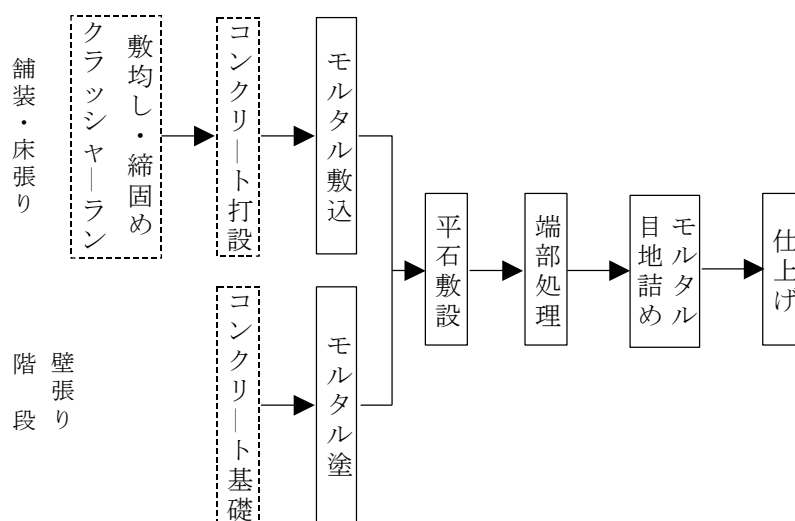 舗装・床張り
敷均し・締固め
クラッシャーラン
コンクリート打設
モルタル敷込
壁張り
階段
コンクリート基礎
モルタル塗
平石敷設
端部処理
モルタル
目地詰め
仕上げ